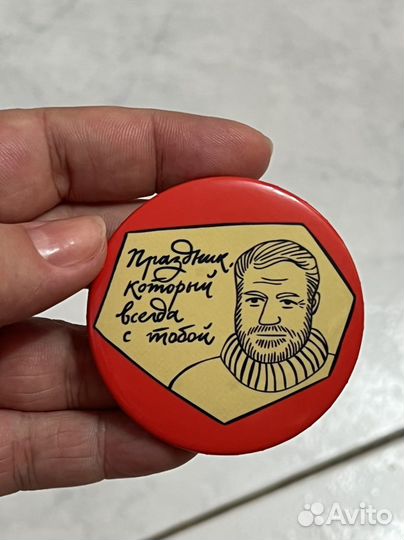 Праздник,
который
всегда
с тобой
Avito